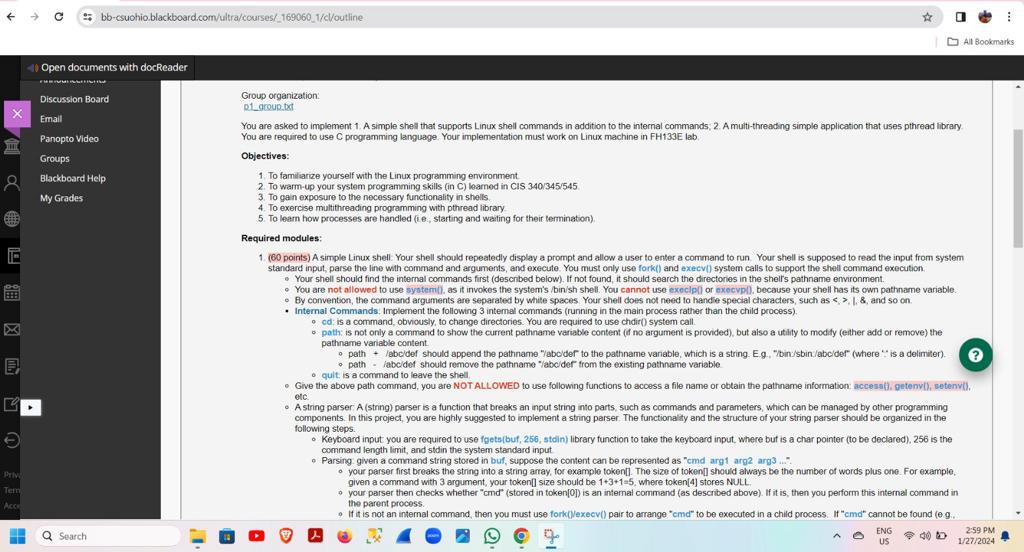 bb-csuohio.blackboard.com/ultra/courses/_169060_1/cl/outline
All Bookmarks
Open documents with docReader
Announcements
Discussion Board
Email
Panopto Video
Groups
Blackboard Help
My Grades
Group organization:
p1_group.txt
You are asked to implement 1. A simple shell that supports Linux shell commands in addition to the internal commands; 2. A multi-threading simple application that uses pthread library.
You are required to use C programming language. Your implementation must work on Linux machine in FH133E lab.
Objectives:
1. To familiarize yourself with the Linux programming environment.
2. To warm-up your system programming skills (in C) learned in CIS 340/345/545.
3. To gain exposure to the necessary functionality in shells.
4. To exercise multithreading programming with pthread library.
5. To learn how processes are handled (i.e., starting and waiting for their termination).
Required modules:
1. (60 points) A simple Linux shell: Your shell should repeatedly display a prompt and allow a user to enter a command to run. Your shell is supposed to read the input from system
standard input, parse the line with command and arguments, and execute. You must only use fork() and execv() system calls to support the shell command execution.
Your shell should find the internal commands first (described below). If not found, it should search the directories in the shell's pathname environment.
You are not allowed to use system(), as it invokes the system's /bin/sh shell. You cannot use execlp() or execvp(), because your shell has its own pathname variable.
By convention, the command arguments are separated by white spaces. Your shell does not need to handle special characters, such as <, >, |, &, and so on.
Internal Commands: Implement the following 3 internal commands (running in the main process rather than the child process).
cd: is a command, obviously, to change directories. You are required to use chdir() system call.
path: is not only a command to show the current pathname variable content (if no argument is provided), but also a utility to modify (either add or remove) the
pathname variable content.
path + /abc/def should append the pathname "/abc/def" to the pathname variable, which is a string. E.g., "/bin:/sbin:/abc/def" (where ':' is a delimiter).
path - /abc/def should remove the pathname "/abc/def" from the existing pathname variable.
quit: is a command to leave the shell.
Give the above path command, you are NOT ALLOWED to use following functions to access a file name or obtain the pathname information: access(), getenv(), setenv(),
etc.
A string parser: A (string) parser is a function that breaks an input string into parts, such as commands and parameters, which can be managed by other programming
components. In this project, you are highly suggested to implement a string parser. The functionality and the structure of your string parser should be organized in the
following steps.
Keyboard input: you are required to use fgets(buf, 256, stdin) library function to take the keyboard input, where buf is a char pointer (to be declared), 256 is the
command length limit, and stdin the system standard input.
Parsing: given a command string stored in buf, suppose the content can be represented as "cmd arg1 arg2 arg3 ...".
your parser first breaks the string into a string array, for example token[]. The size of token[] should always be the number of words plus one. For example,
given a command with 3 argument, your token[] size should be 1+3+1=5, where token[4] stores NULL.
your parser then checks whether "cmd" (stored in token[0]) is an internal command (as described above). If it is, then you perform this internal command in
the parent process.
If it is not an internal command, then you must use fork()/execv() pair to arrange "cmd" to be executed in a child process. If "cmd" cannot be found (e.g.,
Priv
Tern
Acce
Search
zoom
ENG
US
2:59 PM
1/27/2024